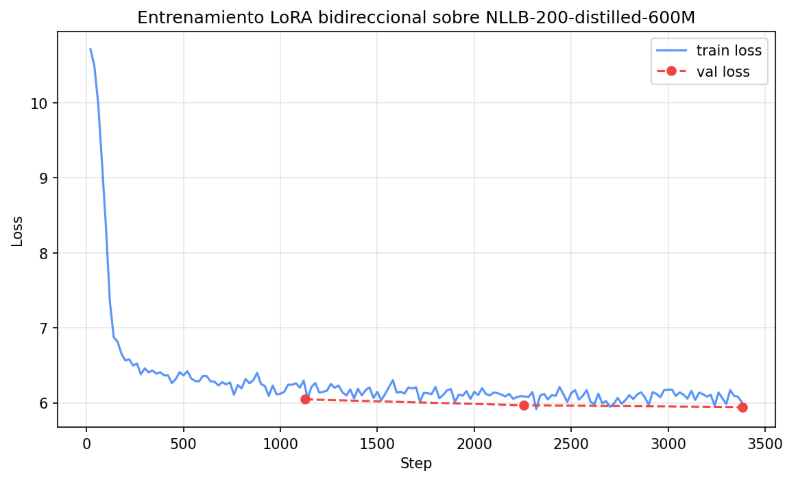 Entrenamiento LoRA bidireccional sobre NLLB-200-distilled-600M
train loss
val loss
10
9
8
7
6
Loss
0
500
1000
1500
2000
2500
3000
3500
Step